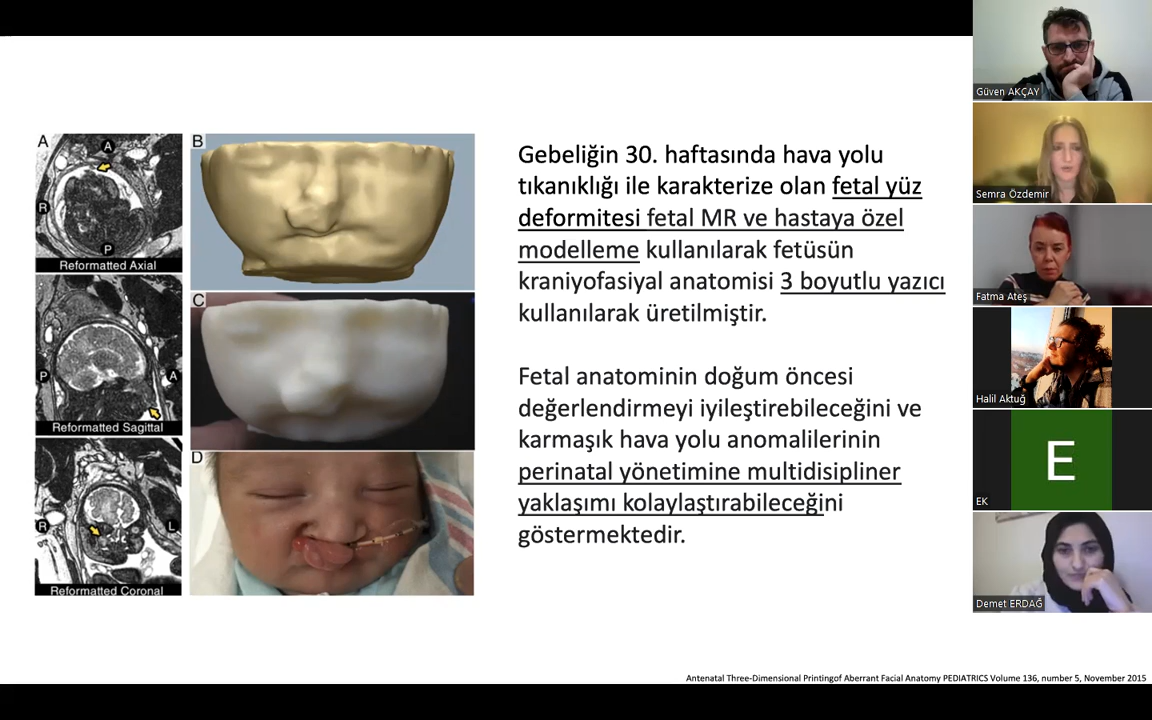 A
A
R
P
Reformatted Axial
P
A
Reformatted Sagittal
R
L
Reformatted Coronal
B
C
D
Gebeliğin 30. haftasında hava yolu
tıkanıklığı ile karakterize olan fetal yüz
deformitesi fetal MR ve hastaya özel
modelleme kullanılarak fetüsün
kraniyofasiyal anatomisi 3 boyutlu yazıcı
kullanılarak üretilmiştir.
Fetal anatominin doğum öncesi
değerlendirmeyi iyileştirebileceğini ve
karmaşık hava yolu anomalilerinin
perinatal yönetimine multidisipliner
yaklaşımı kolaylaştırabileceğini
göstermektedir.
Antenatal Three-Dimensional Printingof Aberrant Facial Anatomy PEDIATRICS Volume 136, number 5, November 2015
Güven AKÇAY
Semra Özdemir
Fatma Ateş
Halil Aktuğ
E
EK
Demet ERDAĞ